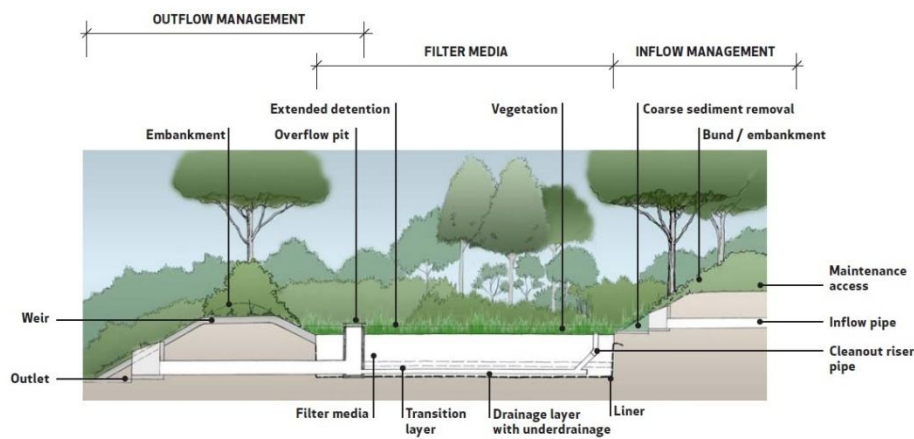 OUTFLOW MANAGEMENT
FILTER MEDIA
INFLOW MANAGEMENT
Extended detention
Vegetation
Coarse sediment removal
Embankment
Overflow pit
Bund / embankment
Maintenance
access
Weir
Inflow pipe
Cleanout riser
pipe
Outlet
Filter media
Transition
layer
Drainage layer
with underdrainage
Liner